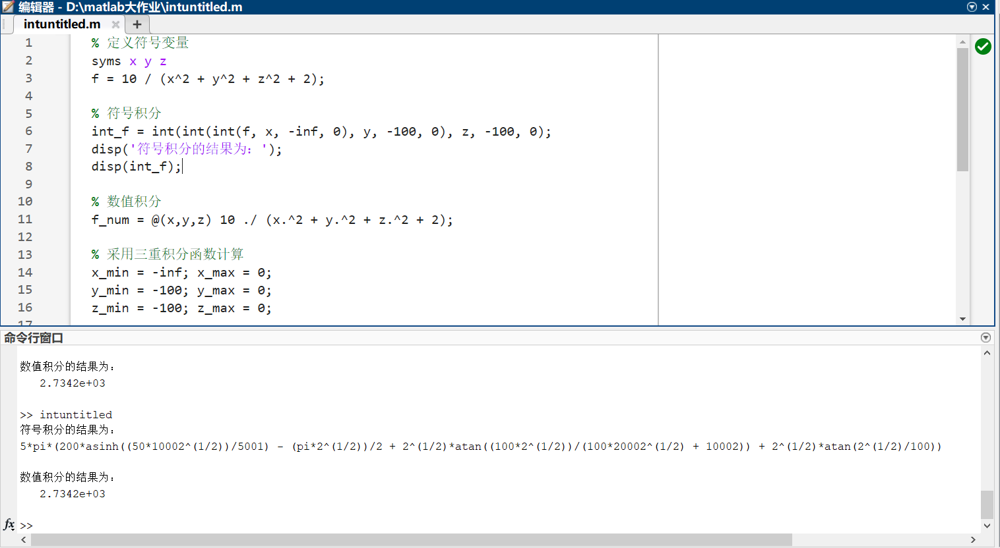 编辑器 - D:\matlab大作业\intuntitled.m
intuntitled.m × +
1 % 定义符号变量
2 syms x y z
3 f = 10 / (x^2 + y^2 + z^2 + 2);
4
5 % 符号积分
6 int_f = int(int(int(f, x, -inf, 0), y, -100, 0), z, -100, 0);
7 disp('符号积分的结果为：');
8 disp(int_f);
9
10 % 数值积分
11 f_num = @(x,y,z) 10 ./ (x.^2 + y.^2 + z.^2 + 2);
12
13 % 采用三重积分函数计算
14 x_min = -inf; x_max = 0;
15 y_min = -100; y_max = 0;
16 z_min = -100; z_max = 0;
17
命令行窗口
数值积分的结果为：
2.7342e+03
>> intuntitled
符号积分的结果为：
5*pi*(200*asinh((50*10002^(1/2))/5001) - (pi*2^(1/2))/2 + 2^(1/2)*atan((100*2^(1/2))/(100*20002^(1/2) + 10002)) + 2^(1/2)*atan(2^(1/2)/100))
数值积分的结果为：
2.7342e+03
fx >>